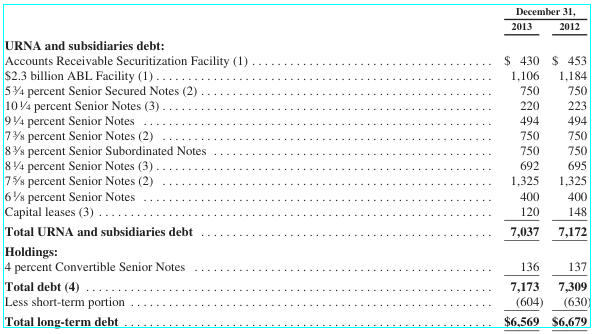 December 31,
2013 2012
URNA and subsidiaries debt:
Accounts Receivable Securitization Facility (1) $ 430 $ 453
$2.3 billion ABL Facility (1) 1,106 1,184
5 3⁄4 percent Senior Secured Notes (2) 750 750
10 1⁄4 percent Senior Notes (3) 220 223
9 1⁄4 percent Senior Notes 494 494
7 3⁄8 percent Senior Notes (2) 750 750
8 3⁄8 percent Senior Subordinated Notes 750 750
8 1⁄4 percent Senior Notes (3) 692 695
7 5⁄8 percent Senior Notes (2) 1,325 1,325
6 1⁄8 percent Senior Notes 400 400
Capital leases (3) 120 148
Total URNA and subsidiaries debt 7,037 7,172
Holdings:
4 percent Convertible Senior Notes 136 137
Total debt (4) 7,173 7,309
Less short-term portion (604) (630)
Total long-term debt $6,569 $6,679